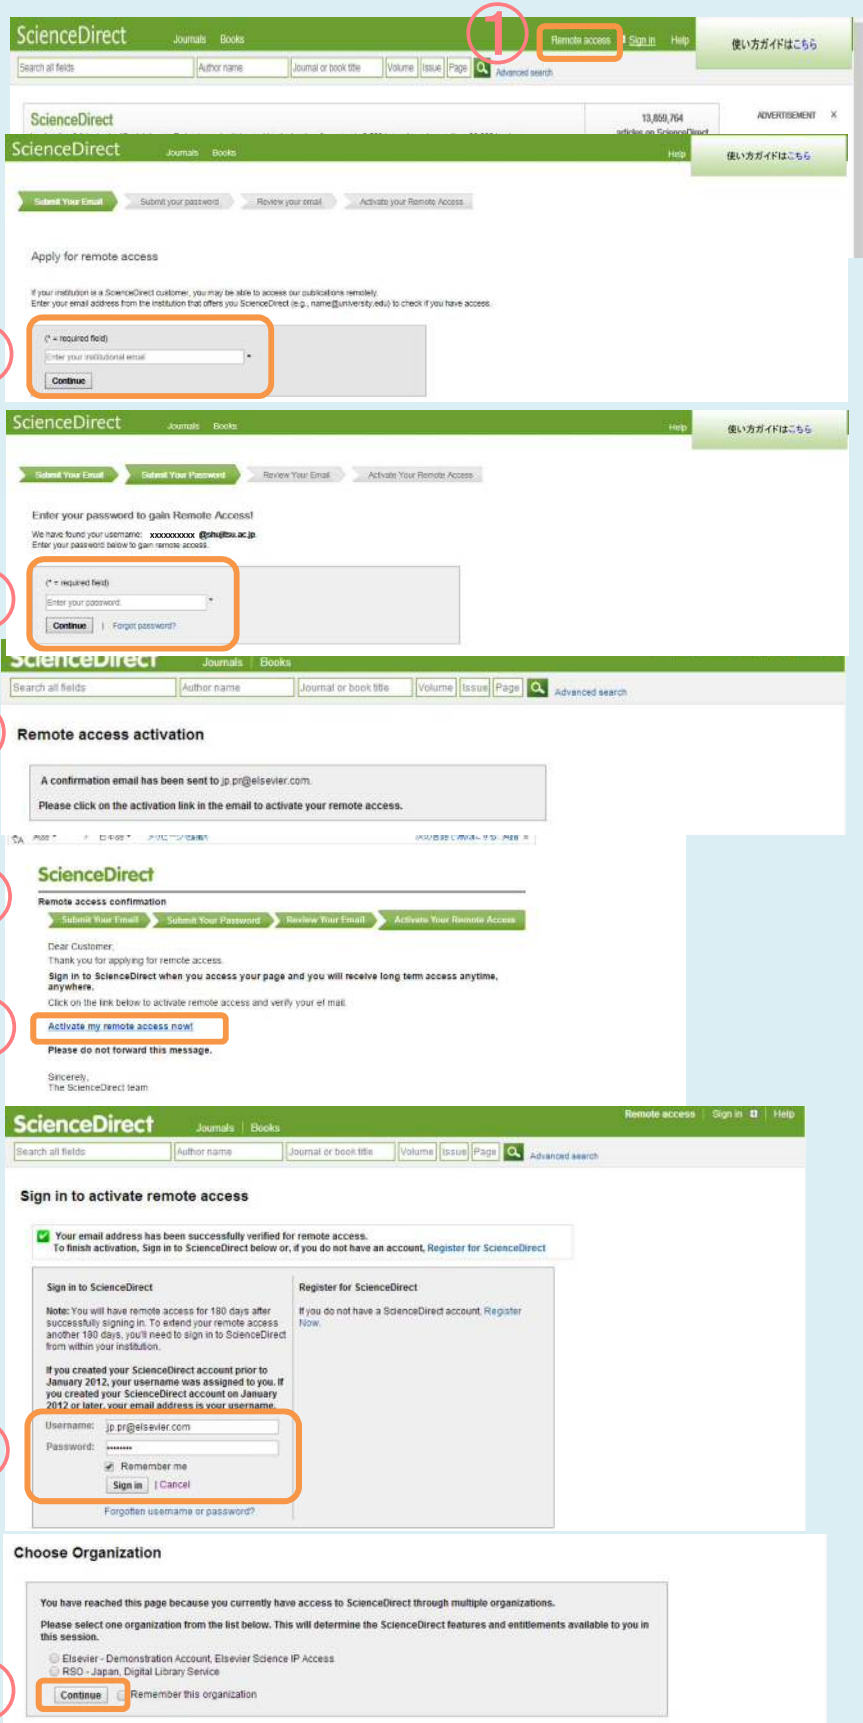 ①
ScienceDirect Journals Books Remote access Sign in Help 使い方ガイドはこちら
Search all fields Author name Journal or book title Volume Issue Page Advanced search
ScienceDirect 13,859,764 ADVERTISEMENT X
articles on ScienceDirect
ScienceDirect Journals Books Help 使い方ガイドはこちら
Submit Your Email Submit your password Review your email Activate your Remote Access
Apply for remote access
If your institution is a ScienceDirect customer, you may be able to access our publications remotely.
Enter your email address from the institution that offers you ScienceDirect (e.g., name@university.edu) to check if you have access.
(* = required field)
Enter your institutional email *
Continue
ScienceDirect Journals Books Help 使い方ガイドはこちら
Submit Your Email Submit Your Password Review Your Email Activate Your Remote Access
Enter your password to gain Remote Access!
We have found your username: xxxxxxxxxx @shujitsu.ac.jp.
Enter your password below to gain remote access.
(* = required field)
Enter your password *
Continue | Forgot password?
ScienceDirect Journals Books
Search all fields Author name Journal or book title Volume Issue Page Advanced search
Remote access activation
A confirmation email has been sent to jp.pr@elsevier.com.
Please click on the activation link in the email to activate your remote access.
ScienceDirect
Remote access confirmation
Submit Your Email Submit Your Password Review Your Email Activate Your Remote Access
Dear Customer,
Thank you for applying for remote access.
Sign in to ScienceDirect when you access your page and you will receive long term access anytime,
anywhere.
Click on the link below to activate remote access and verify your ef mail.
Activate my remote access now!
Please do not forward this message.
Sincerely,
The ScienceDirect team
ScienceDirect Journals Books Remote access Sign in Help
Search all fields Author name Journal or book title Volume Issue Page Advanced search
Sign in to activate remote access
Your email address has been successfully verified for remote access.
To finish activation, Sign in to ScienceDirect below or, if you do not have an account, Register for ScienceDirect
Sign in to ScienceDirect
Note: You will have remote access for 180 days after
successfully signing in. To extend your remote access
another 180 days, you'll need to sign in to ScienceDirect
from within your institution.
If you created your ScienceDirect account prior to
January 2012, your username was assigned to you. If
you created your ScienceDirect account on January
2012 or later, your email address is your username.
Username: jp.pr@elsevier.com
Password: ••••••••
Remember me
Sign in | Cancel
Forgotten username or password?
Register for ScienceDirect
If you do not have a ScienceDirect account, Register
Now.
Choose Organization
You have reached this page because you currently have access to ScienceDirect through multiple organizations.
Please select one organization from the list below. This will determine the ScienceDirect features and entitlements available to you in
this session.
Elsevier - Demonstration Account, Elsevier Science IP Access
RSO - Japan, Digital Library Service
Continue Remember this organization